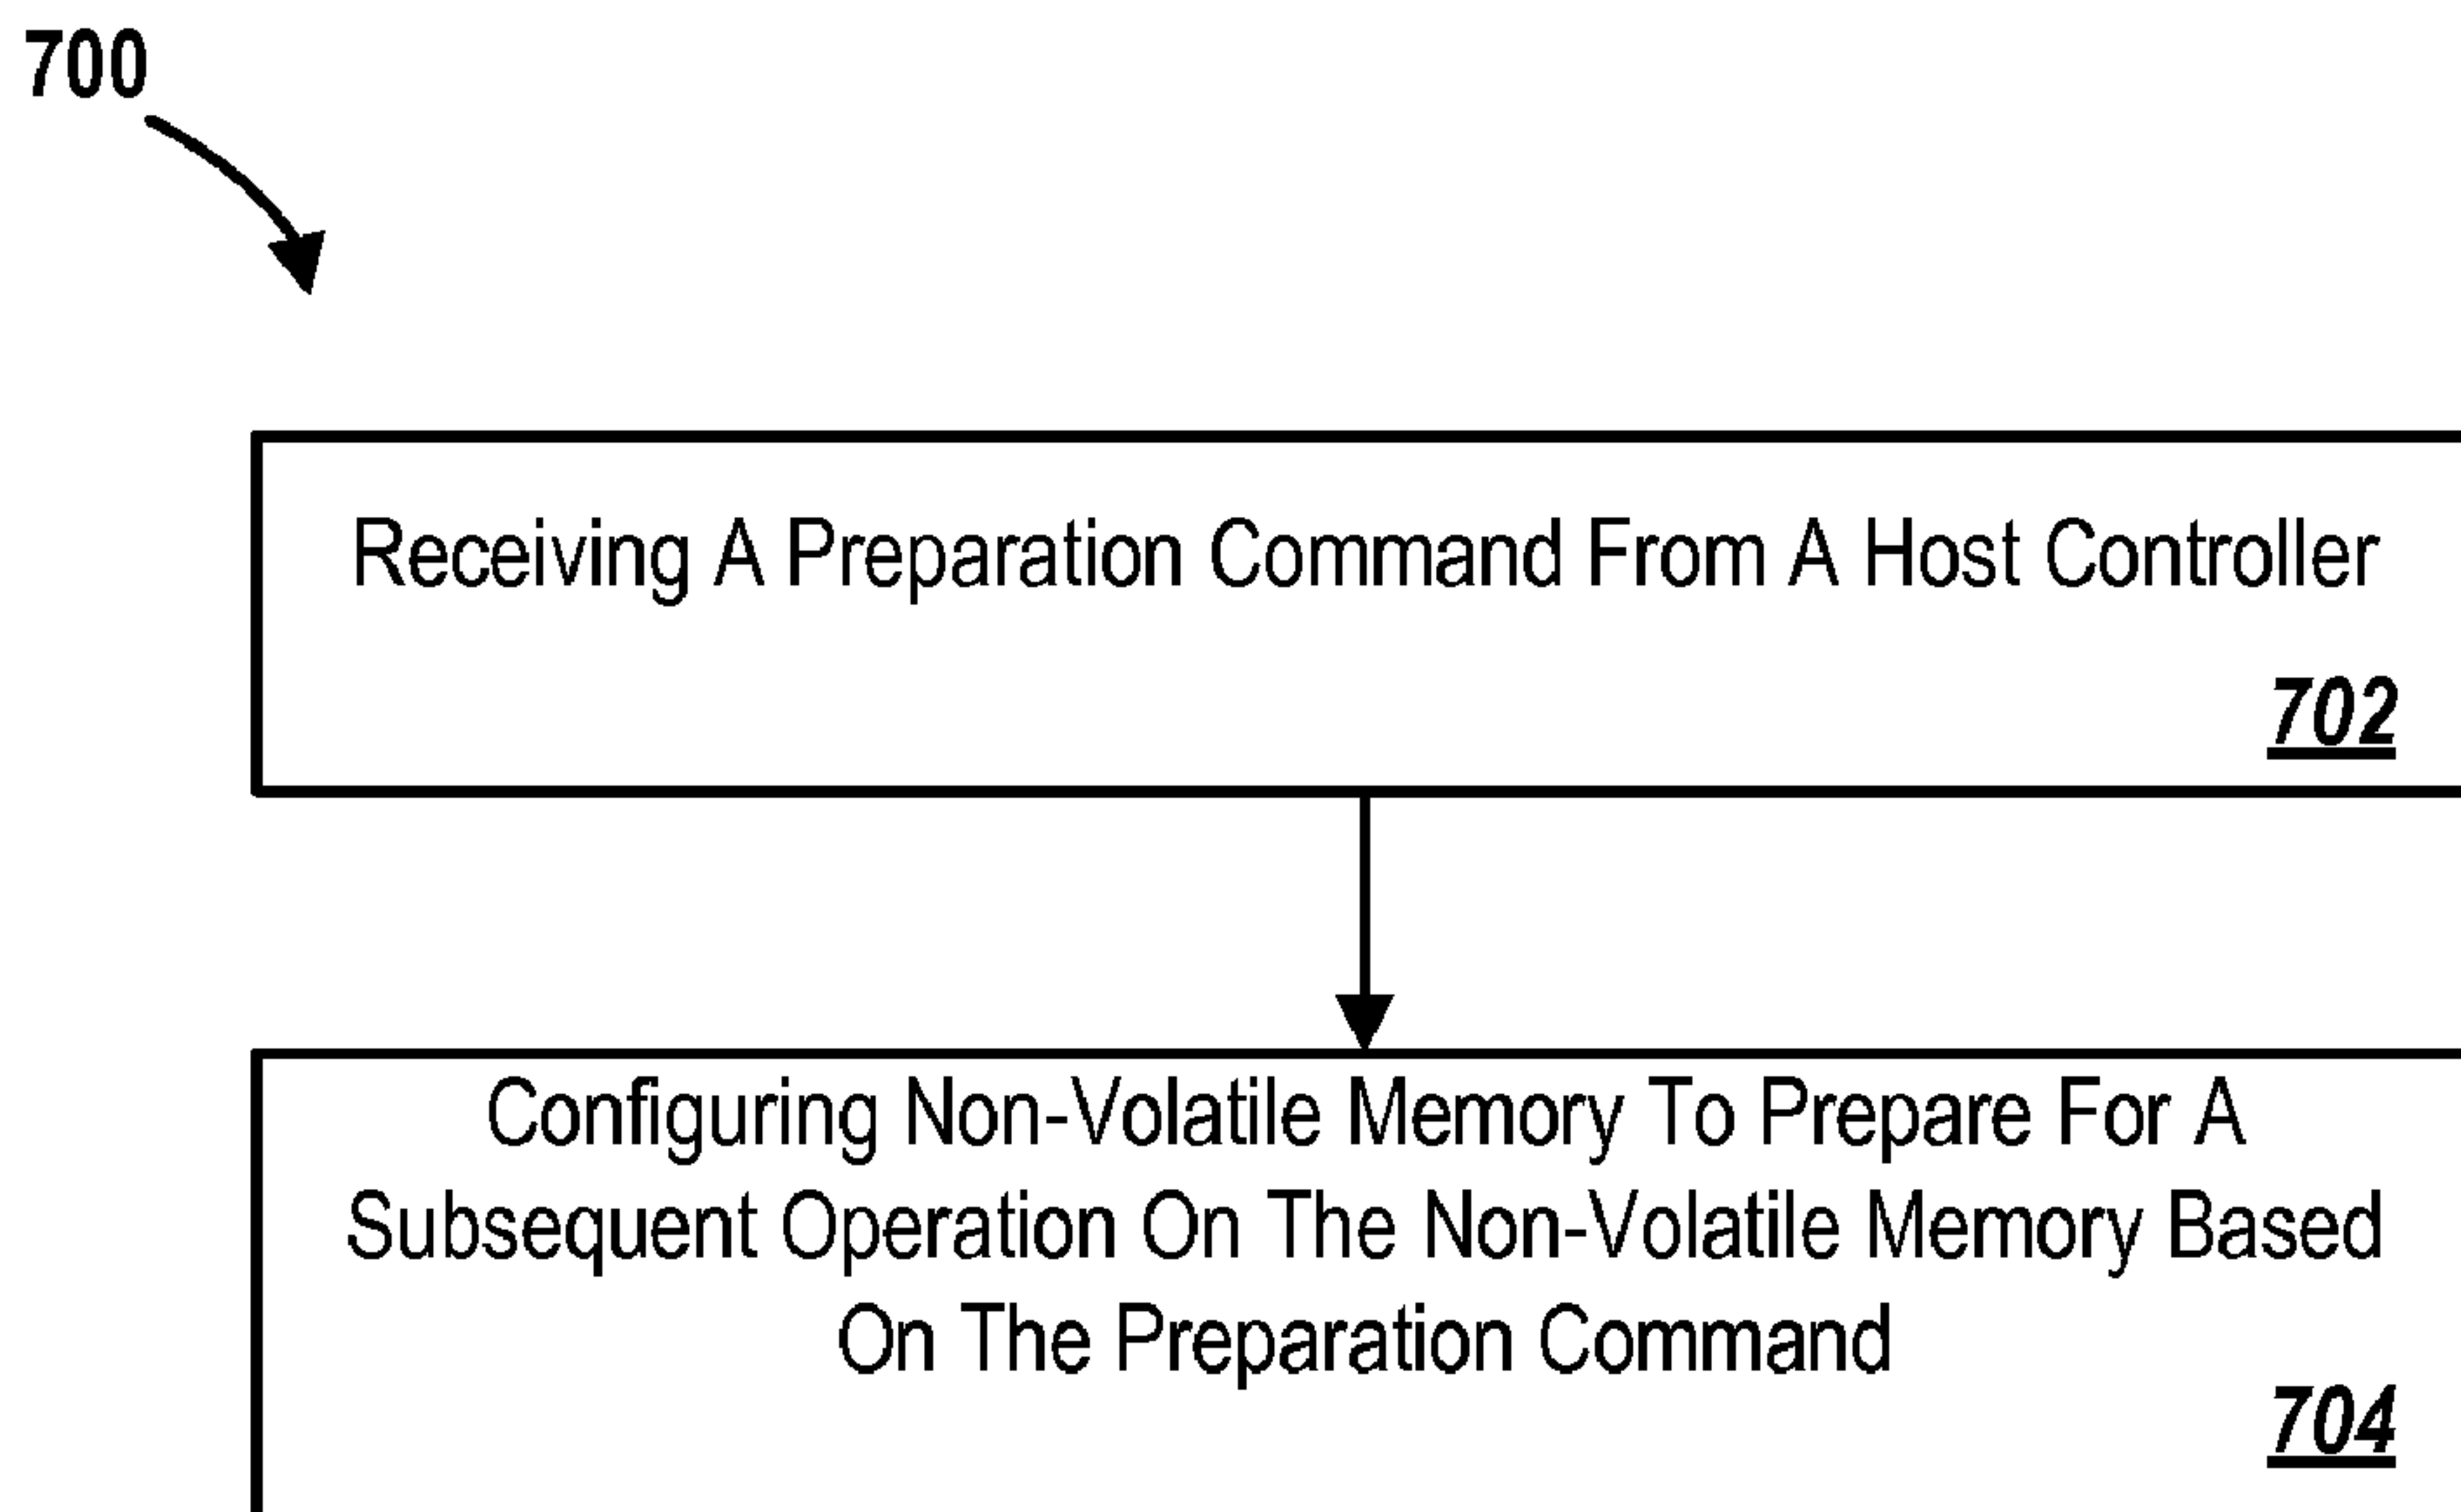 700
Receiving A Preparation Command From A Host Controller
702
Configuring Non-Volatile Memory To Prepare For A
Subsequent Operation On The Non-Volatile Memory Based
On The Preparation Command
704